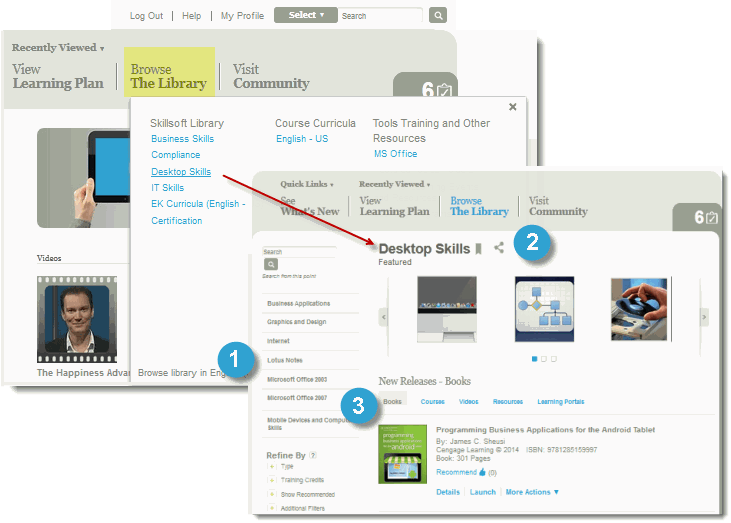 Log Out | Help | My Profile Select ▾ Search
Recently Viewed ▾
View
Learning Plan
Browse
The Library
Visit
Community
6
Skillsoft Library
Business Skills
Compliance
Desktop Skills
IT Skills
EK Curricula (English -
Certification
Course Curricula
English - US
Tools Training and Other
Resources
MS Office
Videos
The Happiness Advan
Browse library in Eng
Quick Links ▾
Recently Viewed ▾
See
What's New
View
Learning Plan
Browse
The Library
Visit
Community
6
Search
Search from this point
Business Applications
Graphics and Design
Internet
Lotus Notes
Microsoft Office 2003
Microsoft Office 2007
Mobile Devices and Compute
Skills
Refine By ?
Type
Training Credits
Show Recommended
Additional Filters
1
Desktop Skills
2
Featured
New Releases - Books
3
Books Courses Videos Resources Learning Portals
programming
business
applications
android
Programming Business Applications for the Android Tablet
By: James C. Sheusi
Cengage Learning © 2014 ISBN: 9781285159997
Book: 301 Pages
Recommend (0)
Details | Launch | More Actions ▼